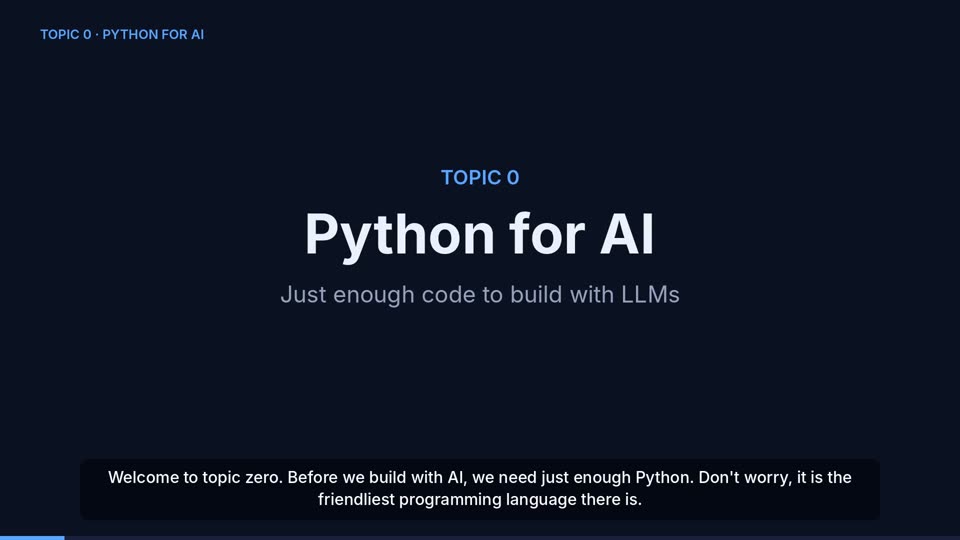 TOPIC 0 · PYTHON FOR AI
TOPIC 0
Python for AI
Just enough code to build with LLMs
Welcome to topic zero. Before we build with AI, we need just enough Python. Don't worry, it is the
friendliest programming language there is.